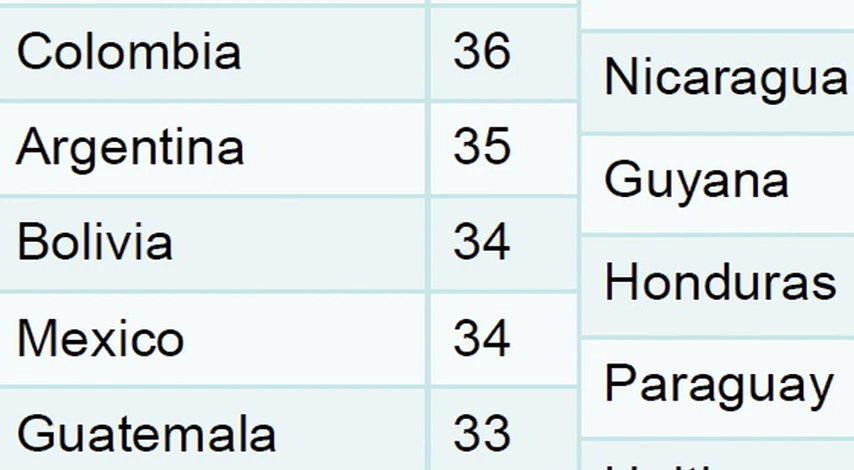 Colombia 36
Argentina 35
Bolivia 34
Mexico 34
Guatemala 33
Nicaragua
Guyana
Honduras
Paraguay